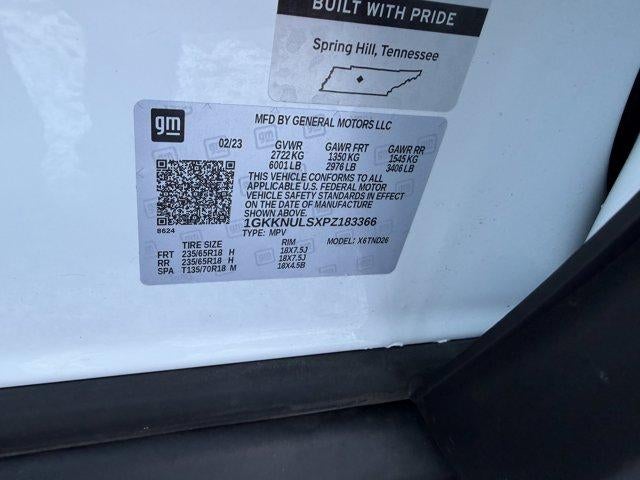 BUILT WITH PRIDE
Spring Hill, Tennessee
gm
MFD BY GENERAL MOTORS LLC
02/23 GVWR GAWR FRT GAWR RR
2722 KG 1350 KG 1545 KG
6001 LB 2976 LB 3406 LB
THIS VEHICLE CONFORMS TO ALL
APPLICABLE U.S. FEDERAL MOTOR
VEHICLE SAFETY STANDARDS IN EFFECT
ON THE DATE OF MANUFACTURE
SHOWN ABOVE.
8624
1GKKNULSXPZ183366
TYPE: MPV MODEL: X6TND26
TIRE SIZE RIM
FRT 235/65R18 H 18X7.5J
RR 235/65R18 H 18X7.5J
SPA T135/70R18 M 18X4.5B